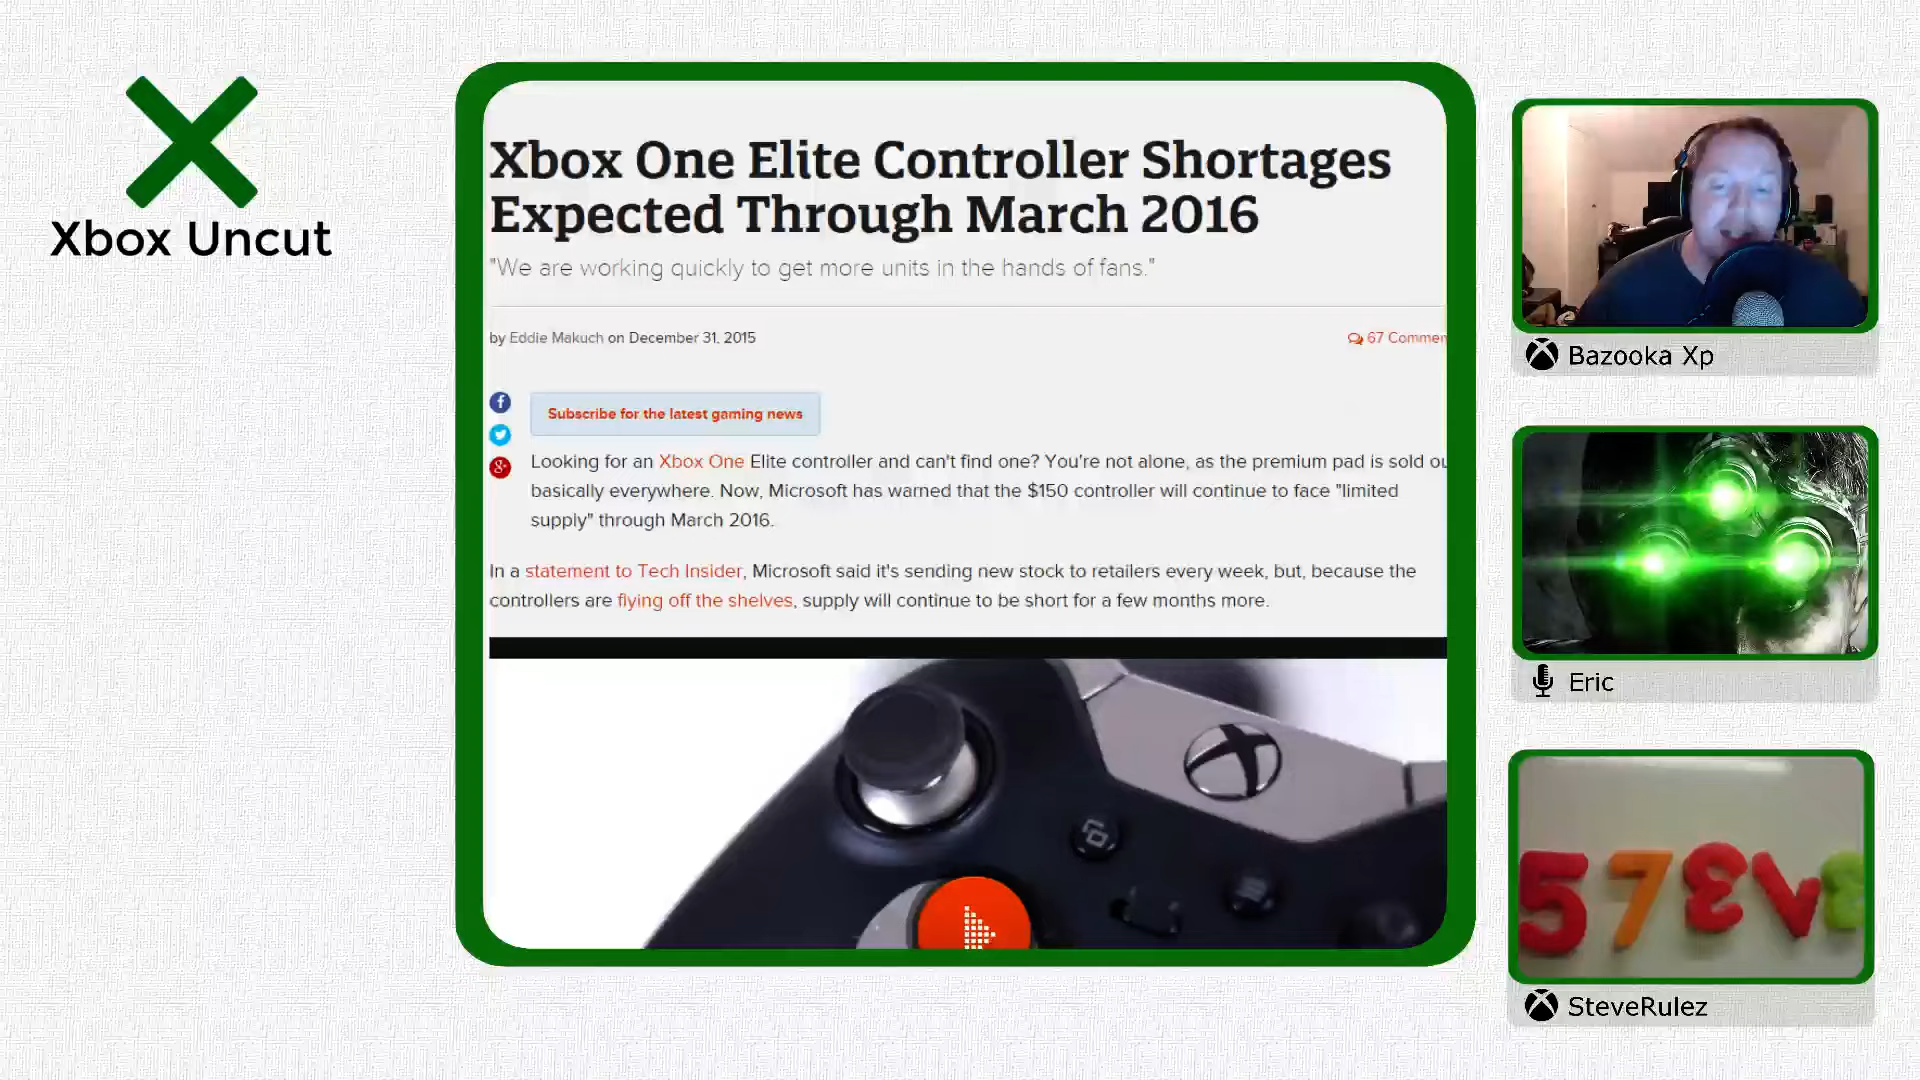 Xbox Uncut
Xbox One Elite Controller Shortages
Expected Through March 2016
"We are working quickly to get more units in the hands of fans."
by Eddie Makuch on December 31, 2015
67 Commen
f
g+
Subscribe for the latest gaming news
Looking for an Xbox One Elite controller and can't find one? You're not alone, as the premium pad is sold ou
basically everywhere. Now, Microsoft has warned that the $150 controller will continue to face "limited
supply" through March 2016.
In a statement to Tech Insider, Microsoft said it's sending new stock to retailers every week, but, because the
controllers are flying off the shelves, supply will continue to be short for a few months more.
Bazooka Xp
Eric
57EVE
SteveRulez